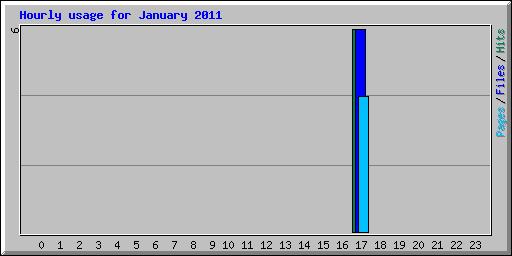 Hourly usage for January 2011
6
Pages/Files/Hits
0 1 2 3 4 5 6 7 8 9 10 11 12 13 14 15 16 17 18 19 20 21 22 23